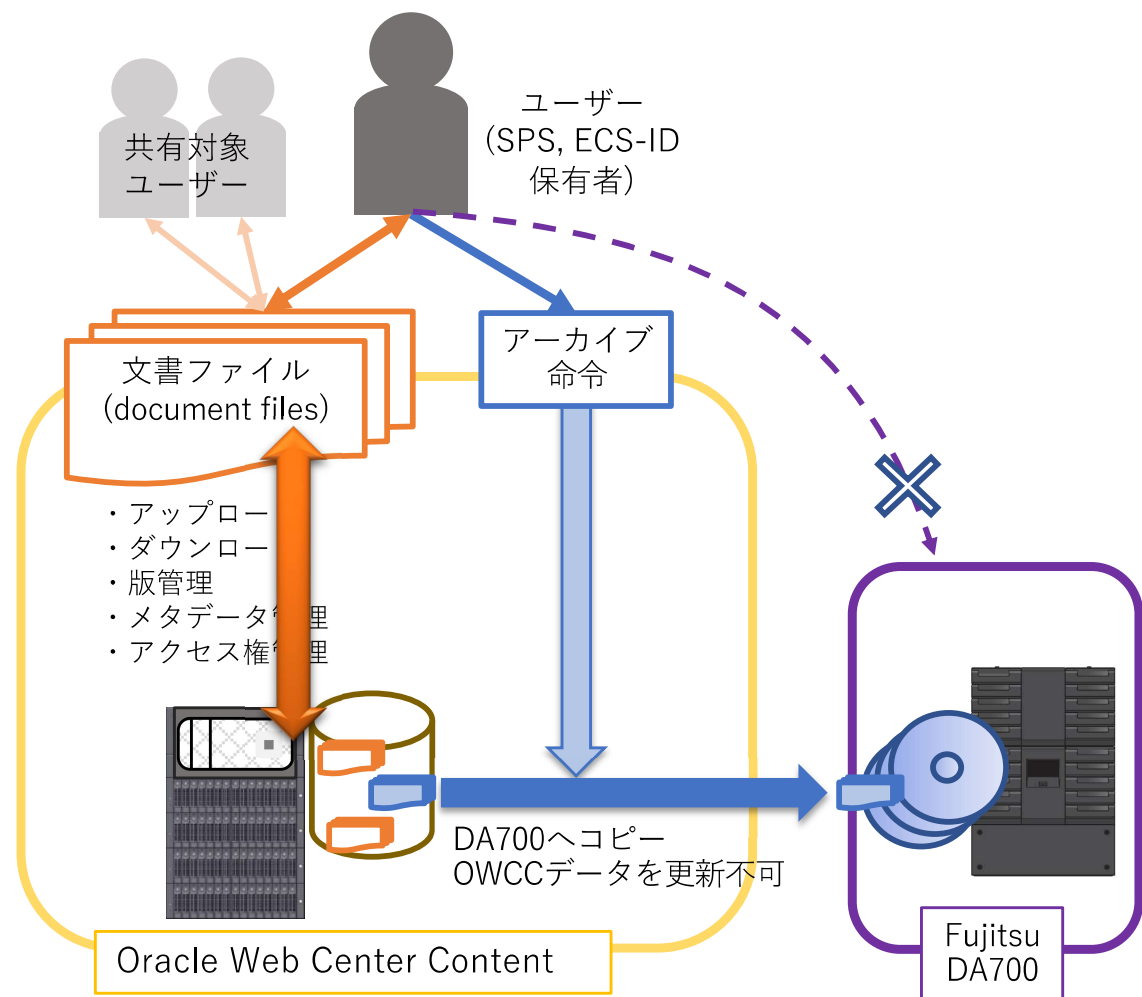 共有対象
ユーザー
ユーザー
(SPS, ECS-ID
保有者)
文書ファイル
(document files)
アーカイブ
命令
・アップロー
・ダウンロー
・版管理
・メタデータ管理
・アクセス権管理
DA700へコピー
OWCCデータを更新不可
Oracle Web Center Content
Fujitsu
DA700